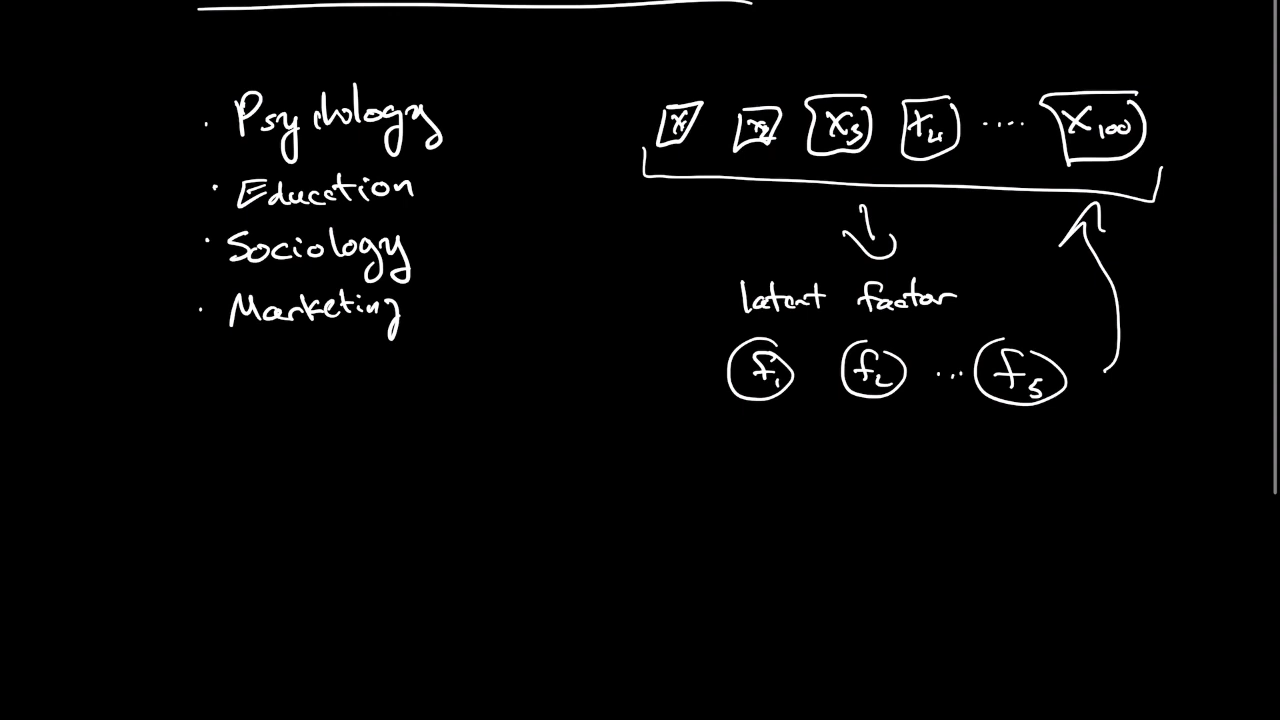 · Psychology
· Education
· Sociology
· Marketing
X1 X2 X3 X4 .... X100
latent factor
f1 f2 ... f5